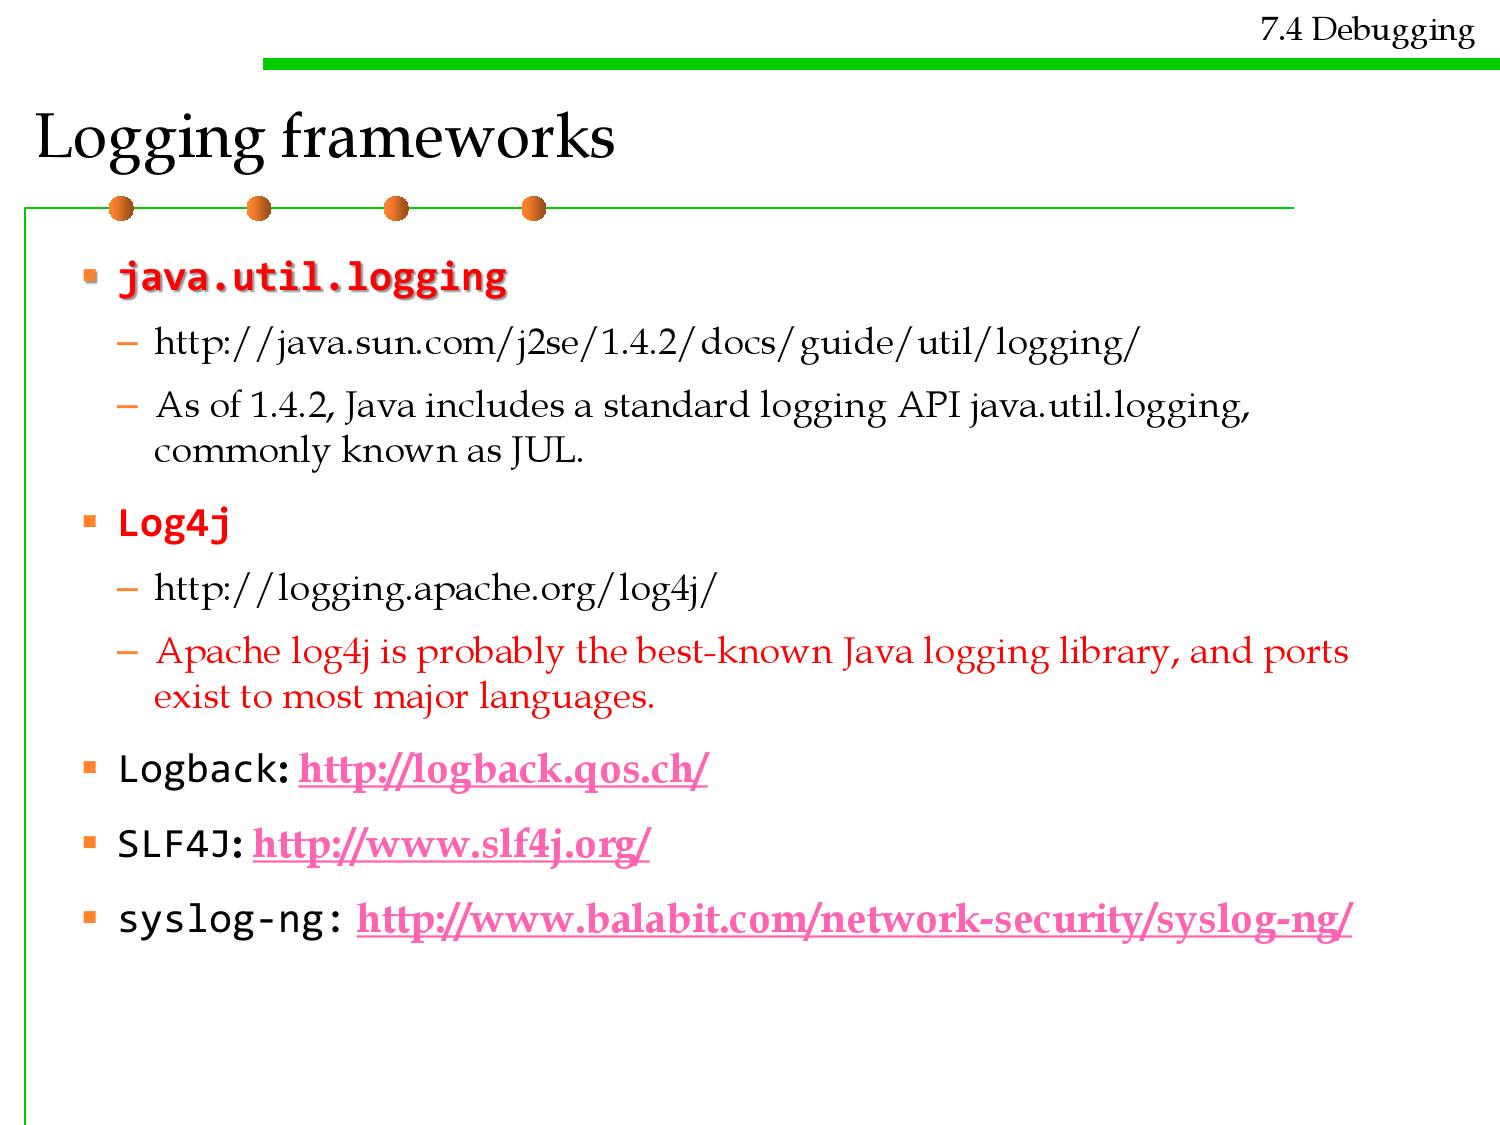 7.4 Debugging
Logging frameworks
▪ java.util.logging
– http://java.sun.com/j2se/1.4.2/docs/guide/util/logging/
– As of 1.4.2, Java includes a standard logging API java.util.logging,
commonly known as JUL.
▪ Log4j
– http://logging.apache.org/log4j/
– Apache log4j is probably the best-known Java logging library, and ports
exist to most major languages.
▪ Logback: http://logback.qos.ch/
▪ SLF4J: http://www.slf4j.org/
▪ syslog-ng: http://www.balabit.com/network-security/syslog-ng/